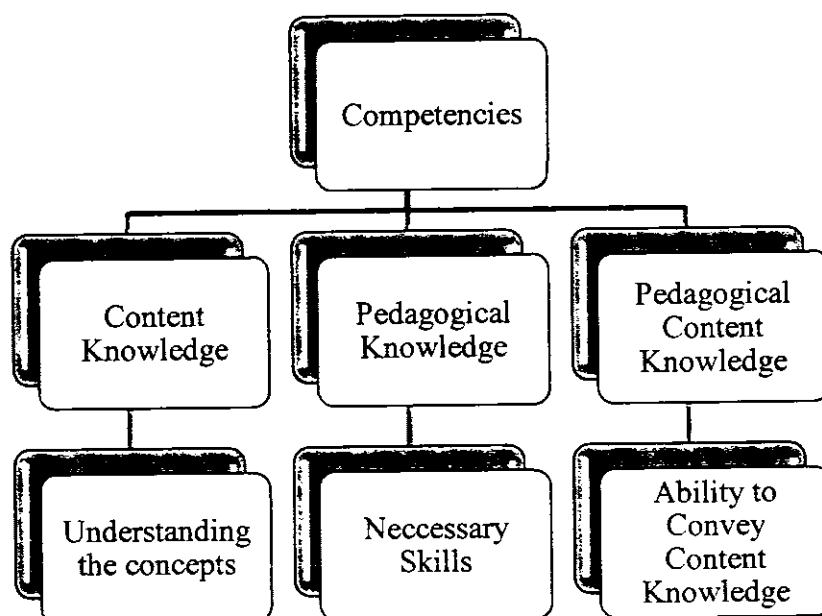 Competencies
Content
Knowledge
Pedagogical
Knowledge
Pedagogical
Content
Knowledge
Understanding
the concepts
Neccessary
Skills
Ability to
Convey
Content
Knowledge